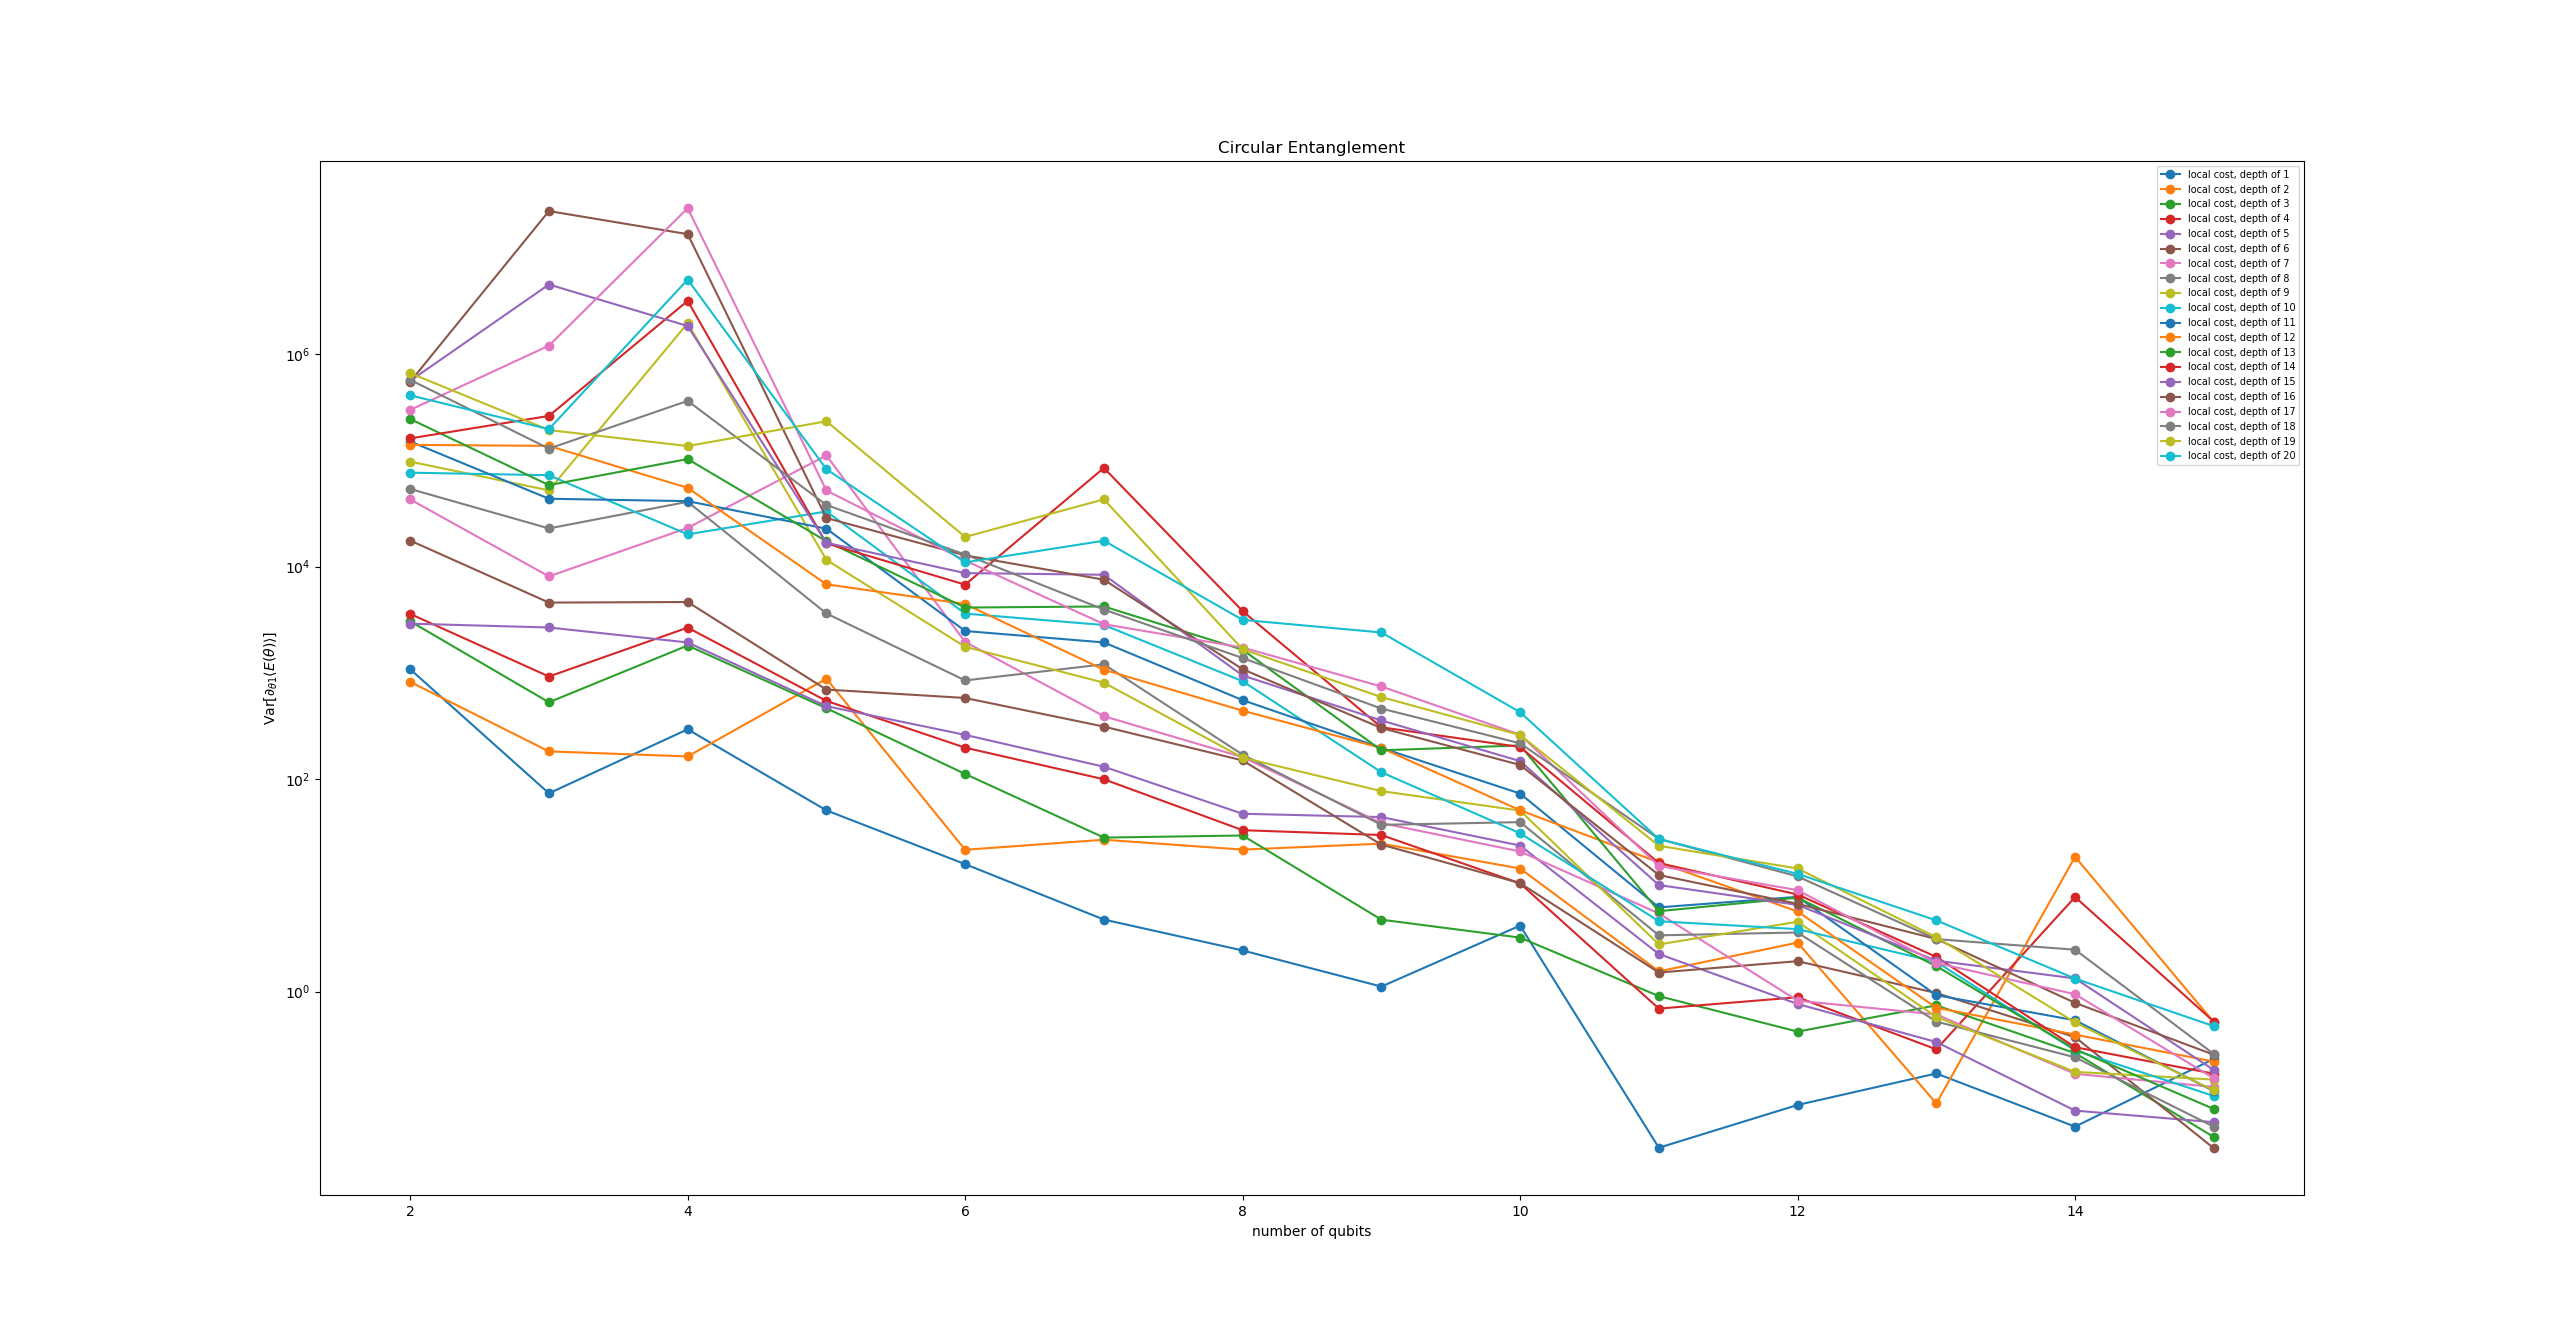 Circular Entanglement
local cost, depth of 1
local cost, depth of 2
local cost, depth of 3
local cost, depth of 4
local cost, depth of 5
local cost, depth of 6
local cost, depth of 7
local cost, depth of 8
local cost, depth of 9
local cost, depth of 10
local cost, depth of 11
local cost, depth of 12
local cost, depth of 13
local cost, depth of 14
local cost, depth of 15
local cost, depth of 16
local cost, depth of 17
local cost, depth of 18
local cost, depth of 19
local cost, depth of 20
10⁶
10⁴
10²
10⁰
Var[∂θ1⟨E(θ)⟩]
2 4 6 8 10 12 14
number of qubits